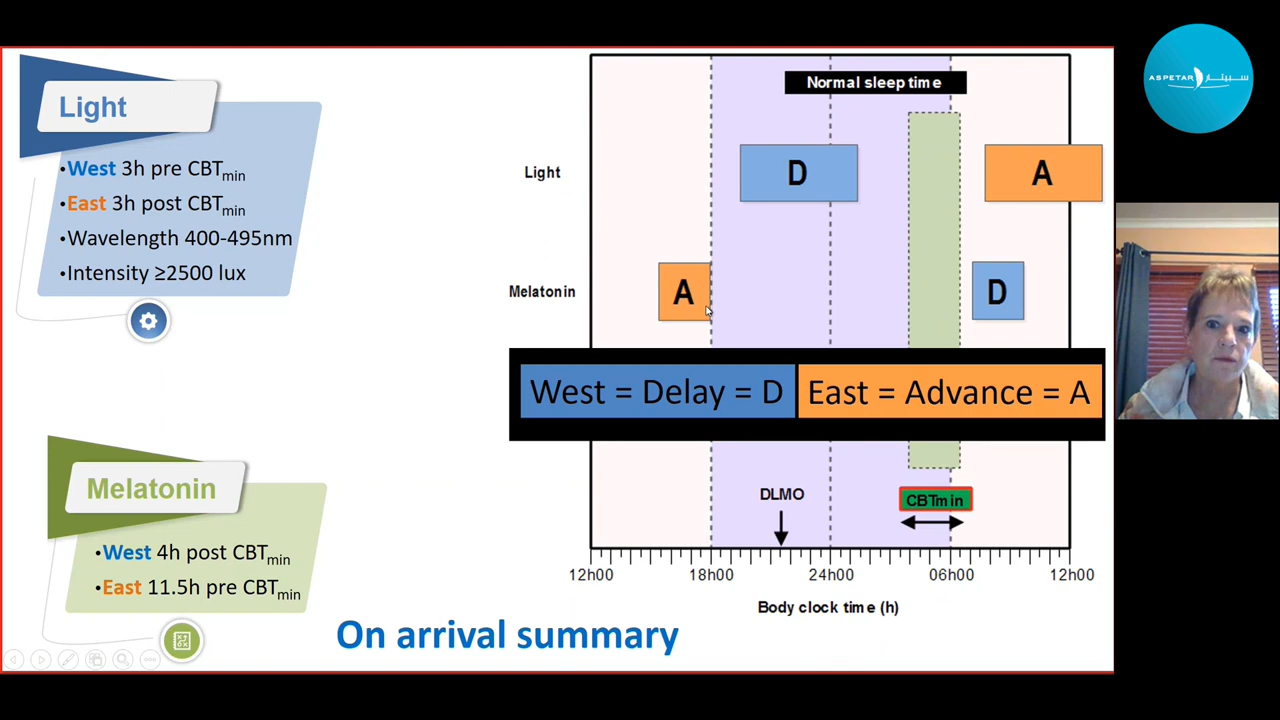 Light
•West 3h pre CBTmin
•East 3h post CBTmin
•Wavelength 400-495nm
•Intensity ≥2500 lux
Melatonin
•West 4h post CBTmin
•East 11.5h pre CBTmin
Normal sleep time
Light
D
A
Melatonin
A
D
West = Delay = D
East = Advance = A
DLMO
CBTmin
12h00
18h00
24h00
06h00
12h00
Body clock time (h)
On arrival summary
ASPETAR سبيتار